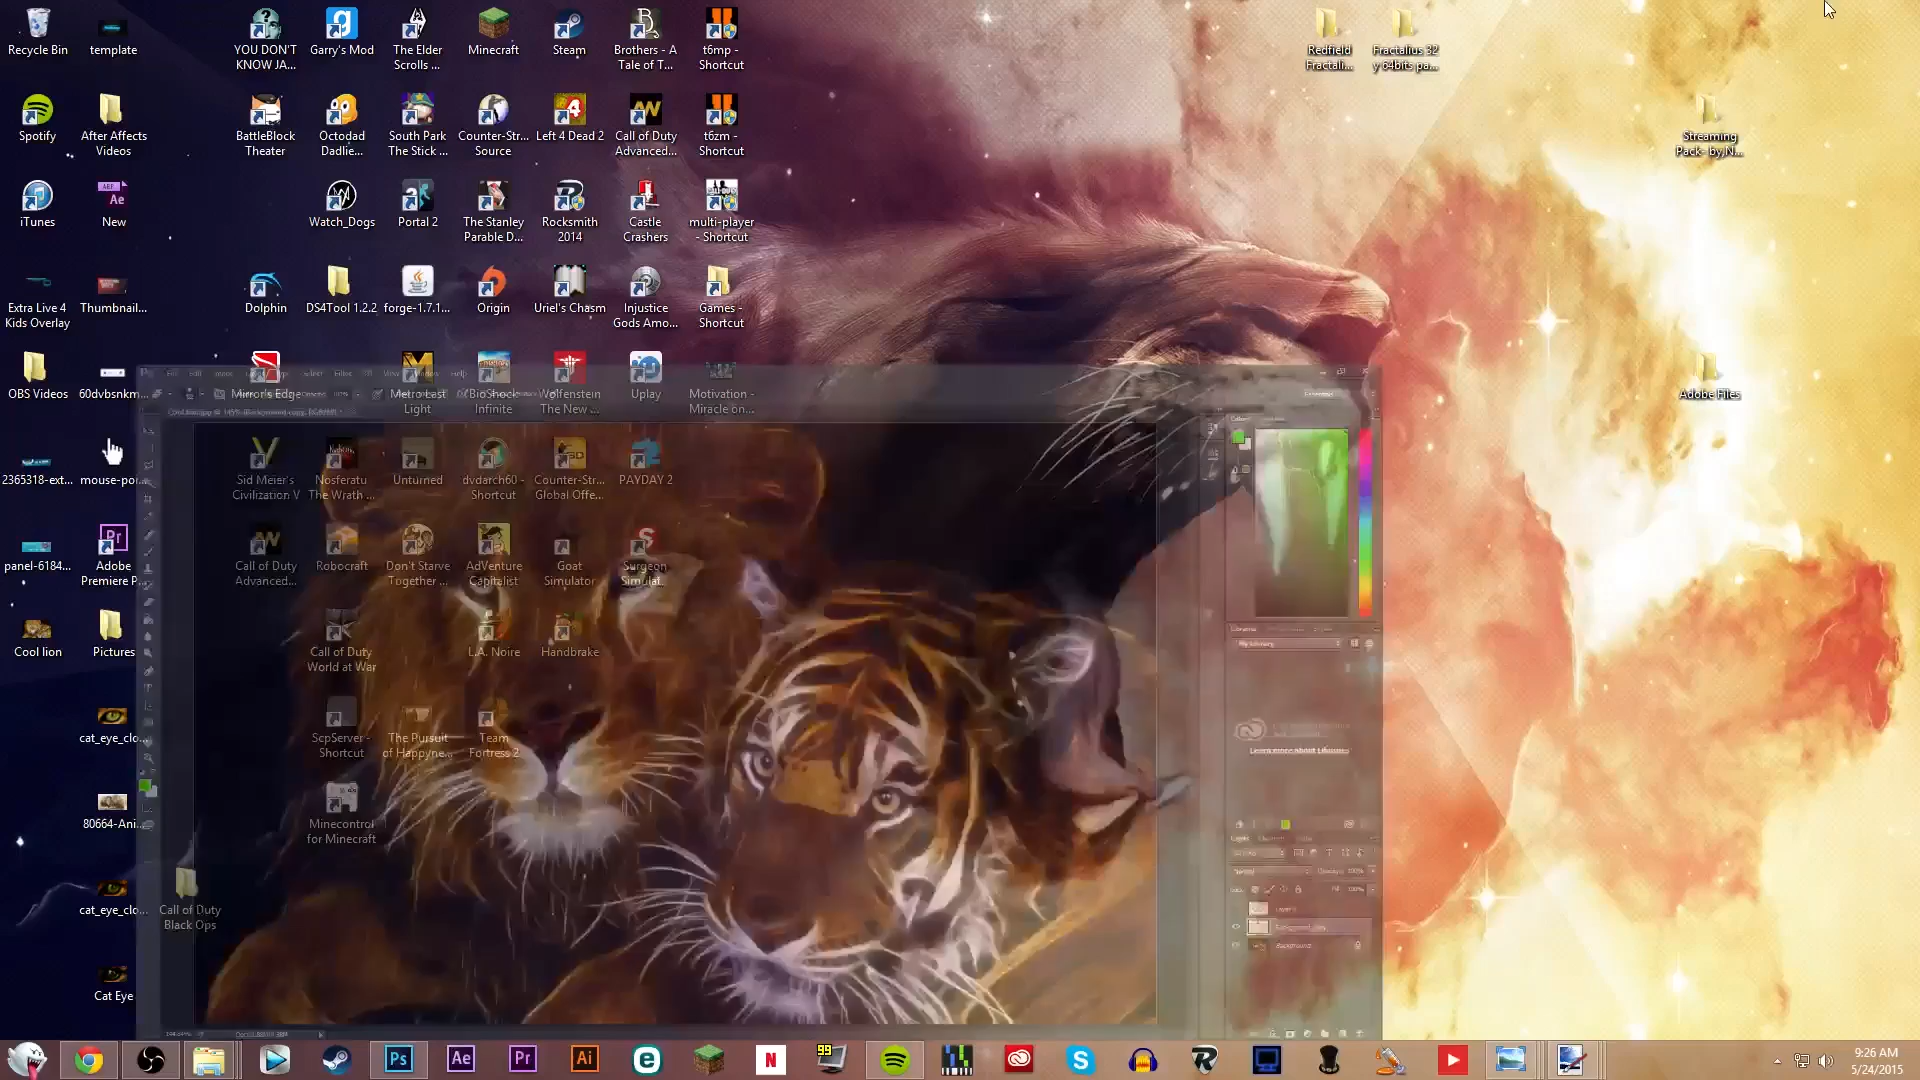 Recycle Bin
template
YOU DON'T
KNOW JA...
Garry's Mod
The Elder
Scrolls ...
Minecraft
Steam
Brothers - A
Tale of T...
t6mp -
Shortcut
Redfield
Fractali...
Fractalius 32
y 64bits pa...
Spotify
After Affects
Videos
BattleBlock
Theater
Octodad
Dadlie...
South Park
The Stick ...
Counter-Str...
Source
Left 4 Dead 2
Call of Duty
Advanced...
t6zm -
Shortcut
Streaming
Pack- by,N...
iTunes
New
Watch_Dogs
Portal 2
The Stanley
Parable D...
Rocksmith
2014
Castle
Crashers
multi-player
- Shortcut
Extra Live 4
Kids Overlay
Thumbnail...
Dolphin
DS4Tool 1.2.2
forge-1.7.1...
Origin
Uriel's Chasm
Injustice
Gods Amo...
Games -
Shortcut
OBS Videos
60dvbsnkm...
Mirror's Edge
Metro Last
Light
BioShock
Infinite
Wolfenstein
The New ...
Uplay
Motivation -
Miracle on...
Adobe Files
2365318-ext...
mouse-poi...
Sid Meier's
Civilization V
Nosferatu
The Wrath ...
Unturned
dvdarch60 -
Shortcut
Counter-Str...
Global Offe...
PAYDAY 2
panel-6184...
Adobe
Premiere P...
Call of Duty
Advanced...
Robocraft
Don't Starve
Together ...
AdVenture
Capitalist
Goat
Simulator
Surgeon
Simulat...
Cool lion
Pictures
Call of Duty
World at War
L.A. Noire
Handbrake
cat_eye_clo...
ScpServer -
Shortcut
The Pursuit
of Happyne...
Team
Fortress 2
Learn more about Libraries
80664-Ani...
Minecontrol
for Minecraft
cat_eye_clo...
Call of Duty
Black Ops
Background
Cat Eye
9:26 AM
5/24/2015